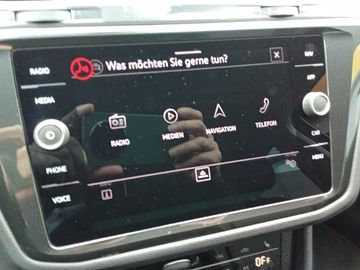 Was möchten Sie gerne tun?
X
RADIO
MEDIA
PHONE
VOICE
NAV
APP
CAR
MENU
RADIO
MEDIEN
NAVIGATION
TELEFON
OFF